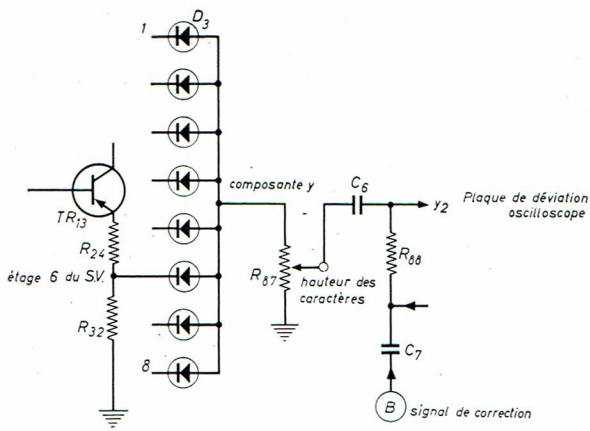 1
D3
TR13
R24
étage 6 du S.V.
R32
8
composante y
R87
hauteur des
caractères
C6
y2
Plaque de déviation
oscilloscope
R88
C7
B
signal de correction